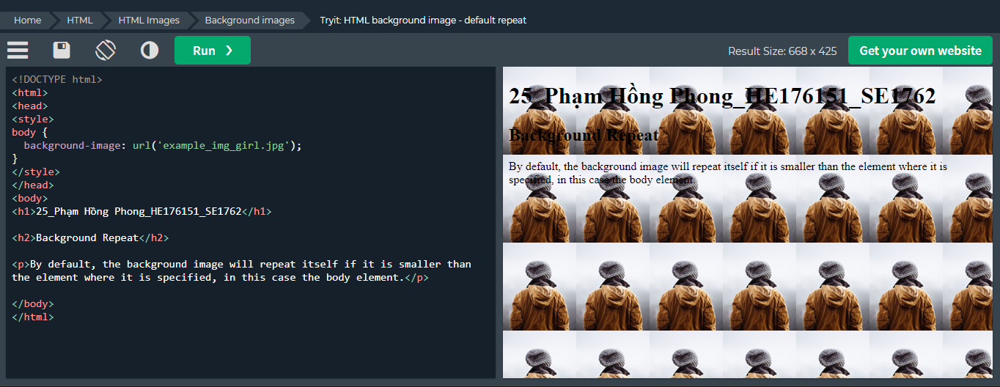 Home HTML HTML Images Background images Tryit: HTML background image - default repeat
Run ❯ Result Size: 668 x 425 Get your own website
<!DOCTYPE html>
<html>
<head>
<style>
body {
  background-image: url('example_img_girl.jpg');
}
</style>
</head>
<body>
<h1>25_Phạm Hồng Phong_HE176151_SE1762</h1>
<h2>Background Repeat</h2>
<p>By default, the background image will repeat itself if it is smaller than
the element where it is specified, in this case the body element.</p>
</body>
</html>
25_Phạm Hồng Phong_HE176151_SE1762
Background Repeat
By default, the background image will repeat itself if it is smaller than the element where it is
specified, in this case the body element.